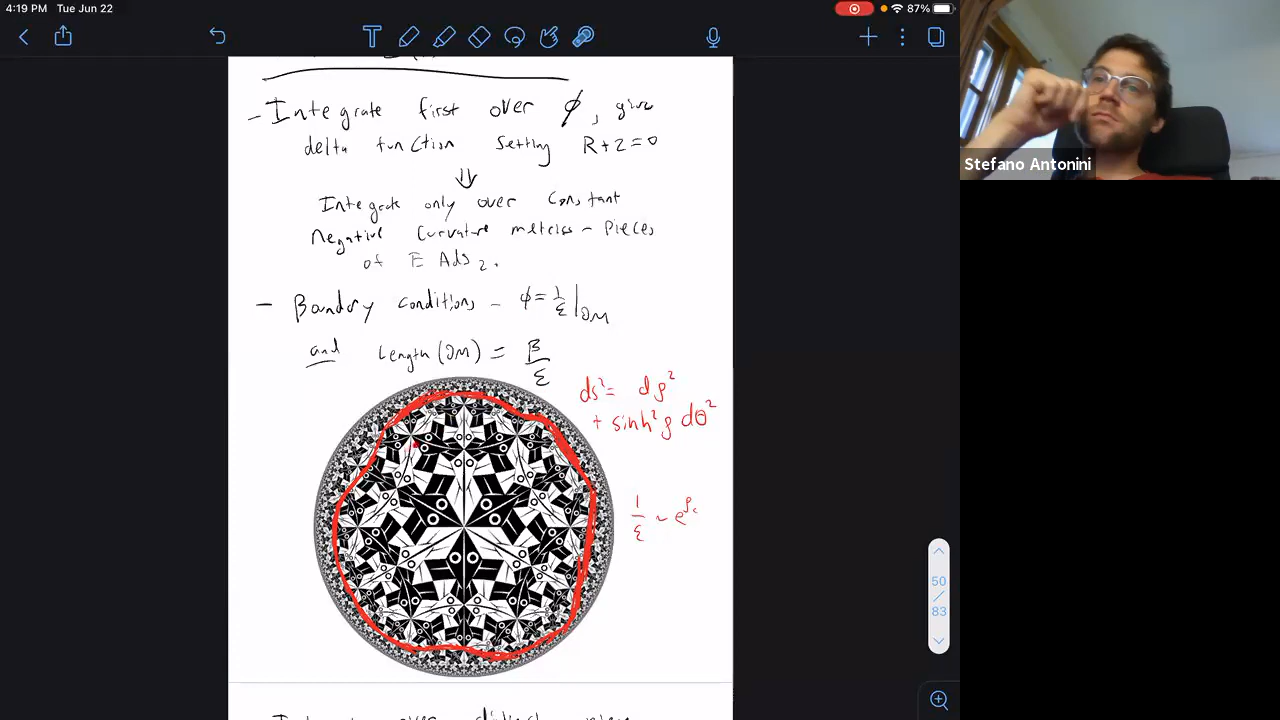 4:19 PM Tue Jun 22
87%
- Integrate first over ϕ, give
delta function setting R+2=0
⇓
Integrate only over constant
negative curvature metrics - pieces
of E AdS₂.
- Boundry conditions - ϕ = 1/ε |∂M
and Length(∂M) = β/ε
ds² = dρ²
+ sinh²ρ dθ²
1/ε ~ e^ρc
50
/
83
Stefano Antonini